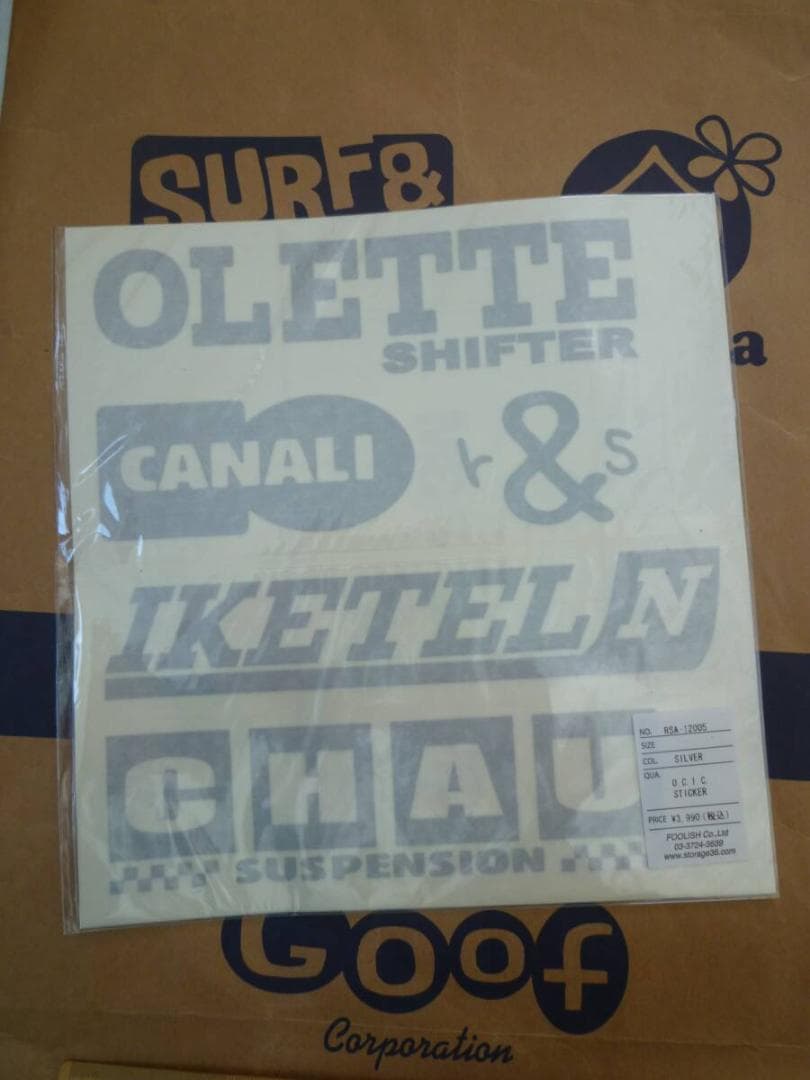 SURF&
a
OLETTE
SHIFTER
CANALI
r&s
IKETEL N
CHAU
SUSPENSION
NO. RSA-12005
SIZE
COL. SILVER
QUA. O.C.I.C.
STICKER
PRICE ¥3,990(税込)
FOOLISH Co.,Ltd
03-3724-3639
www.storage36.com
Goof
Corporation